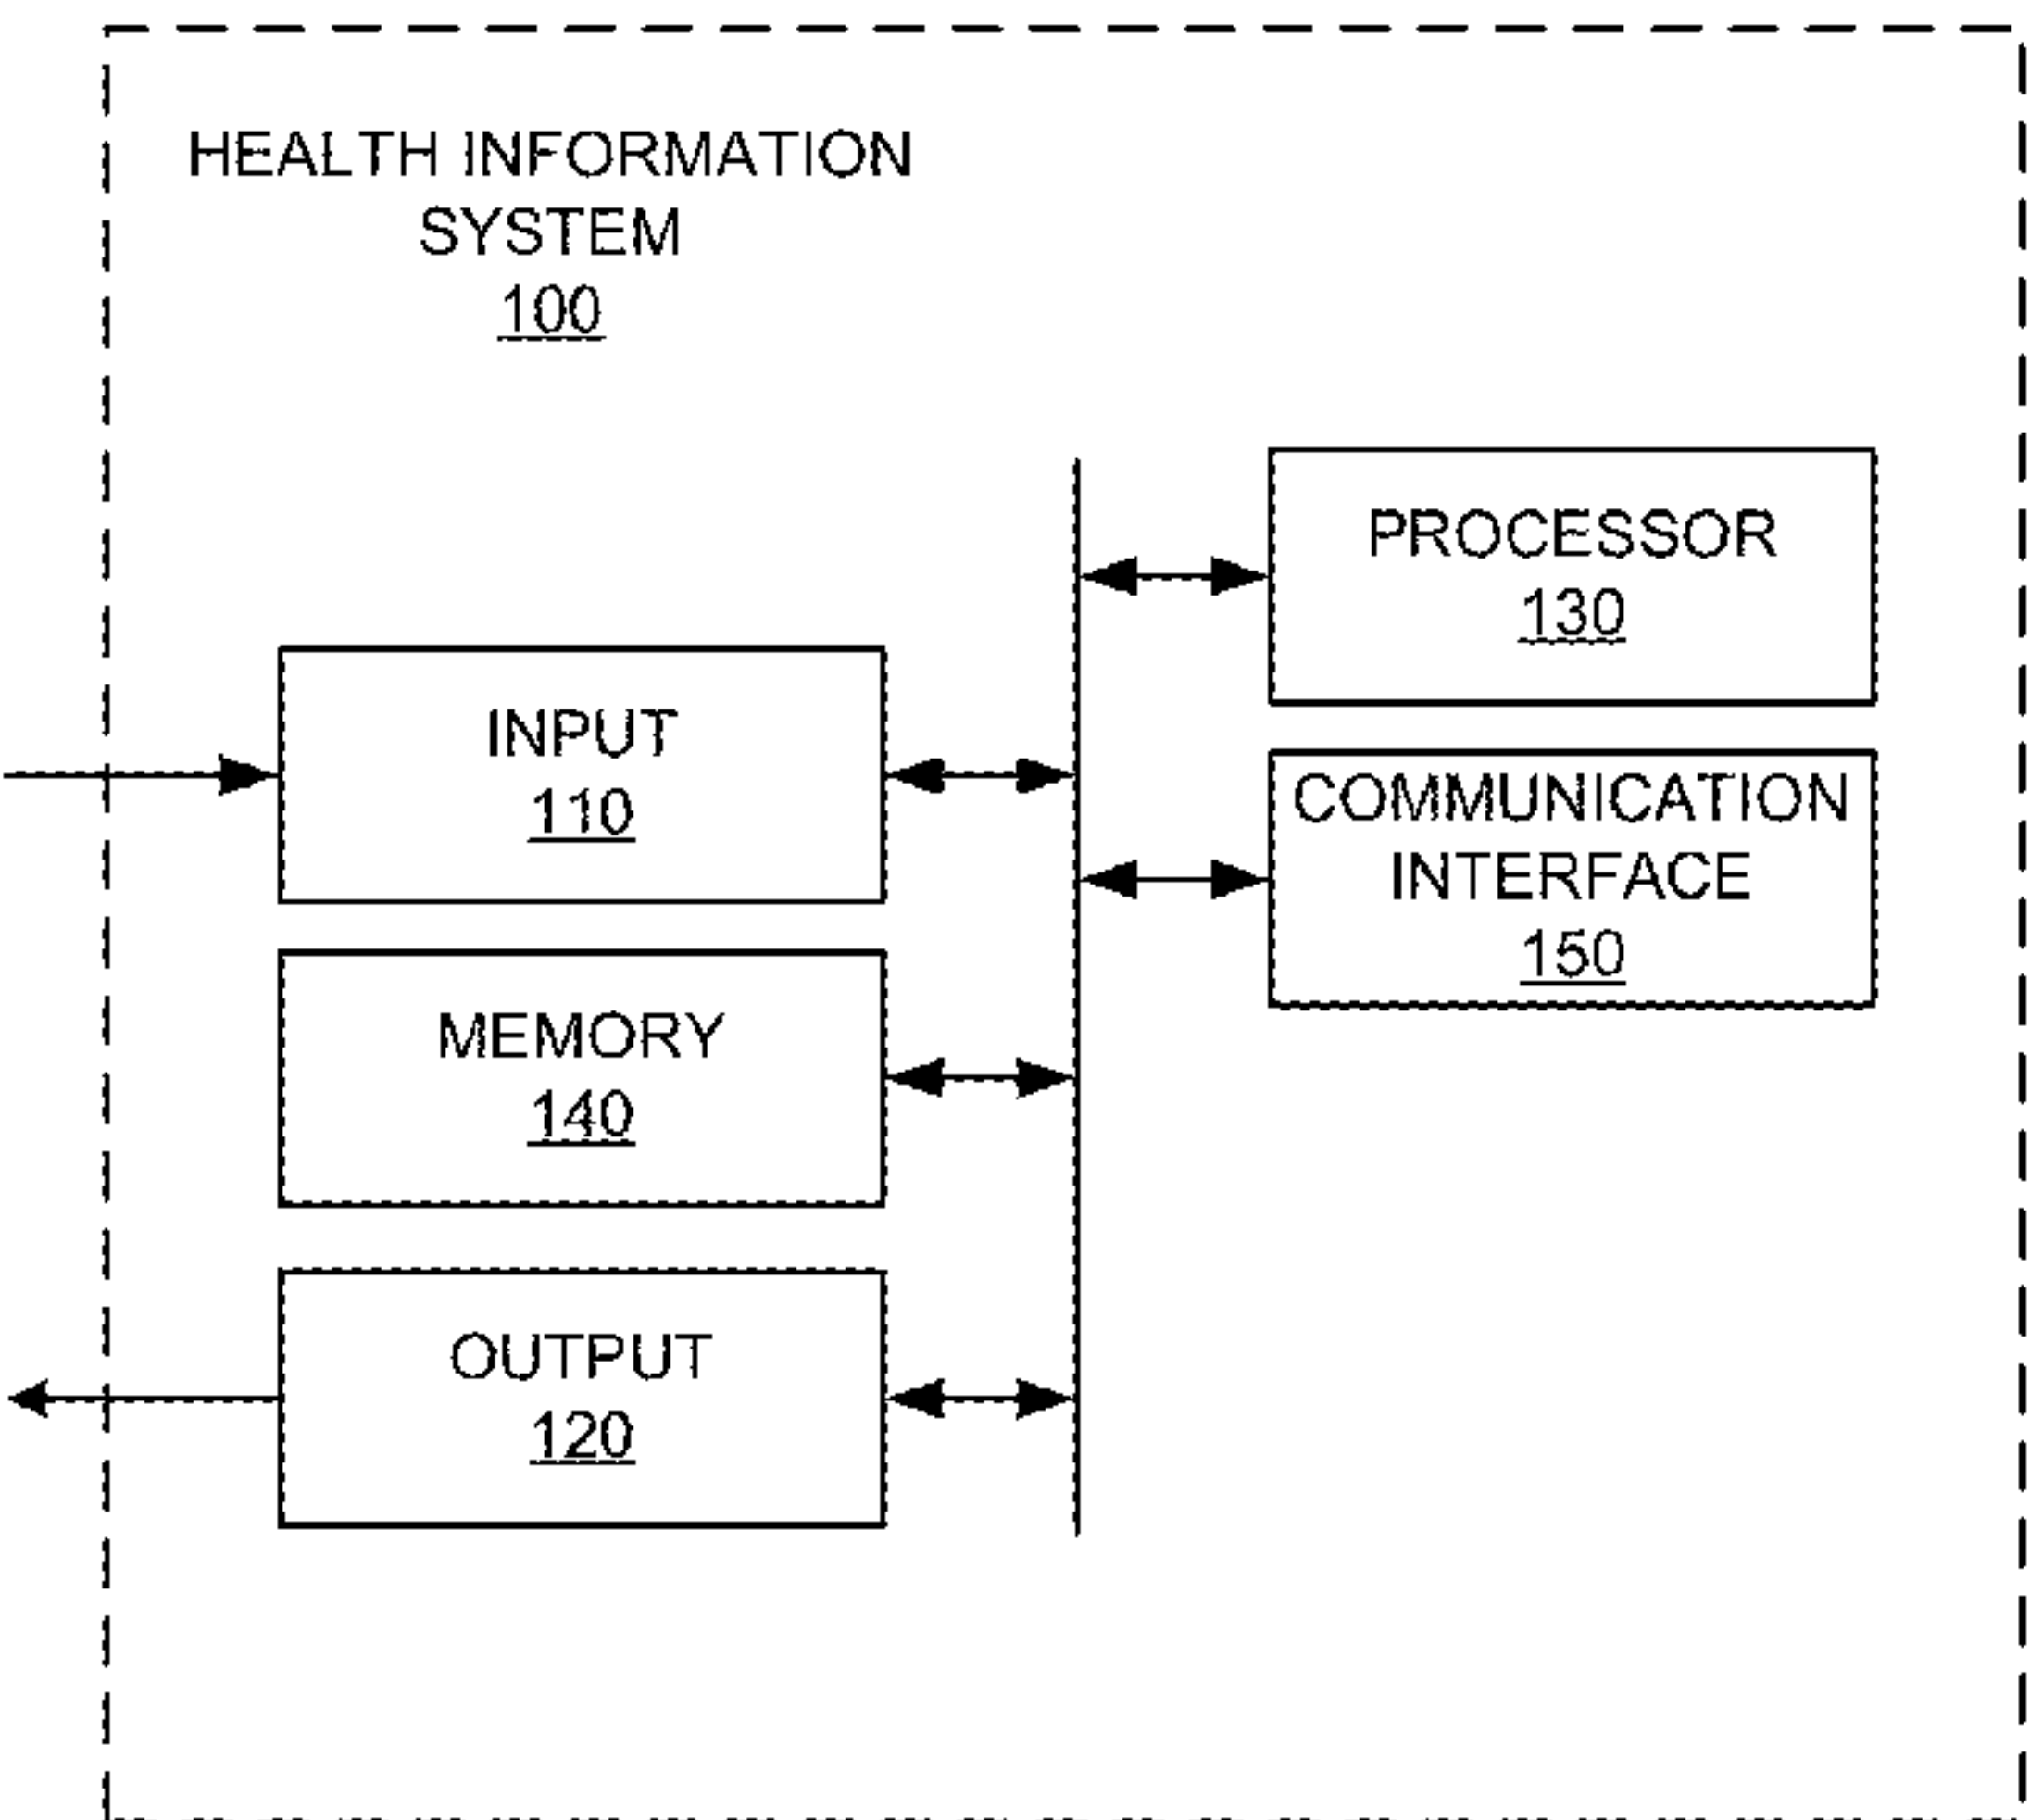 HEALTH INFORMATION
SYSTEM
100
PROCESSOR
130
INPUT
110
COMMUNICATION
INTERFACE
150
MEMORY
140
OUTPUT
120